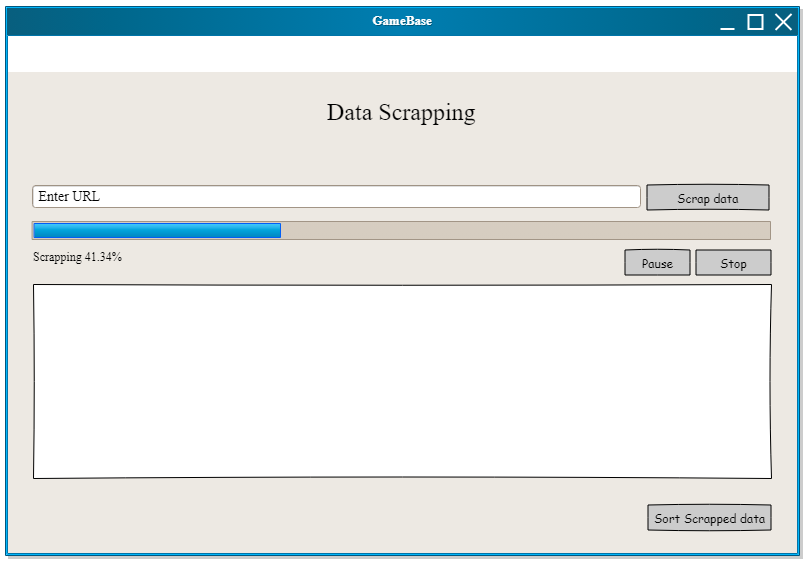 GameBase
Data Scrapping
Enter URL
Scrap data
Scrapping 41.34%
Pause
Stop
Sort Scrapped data